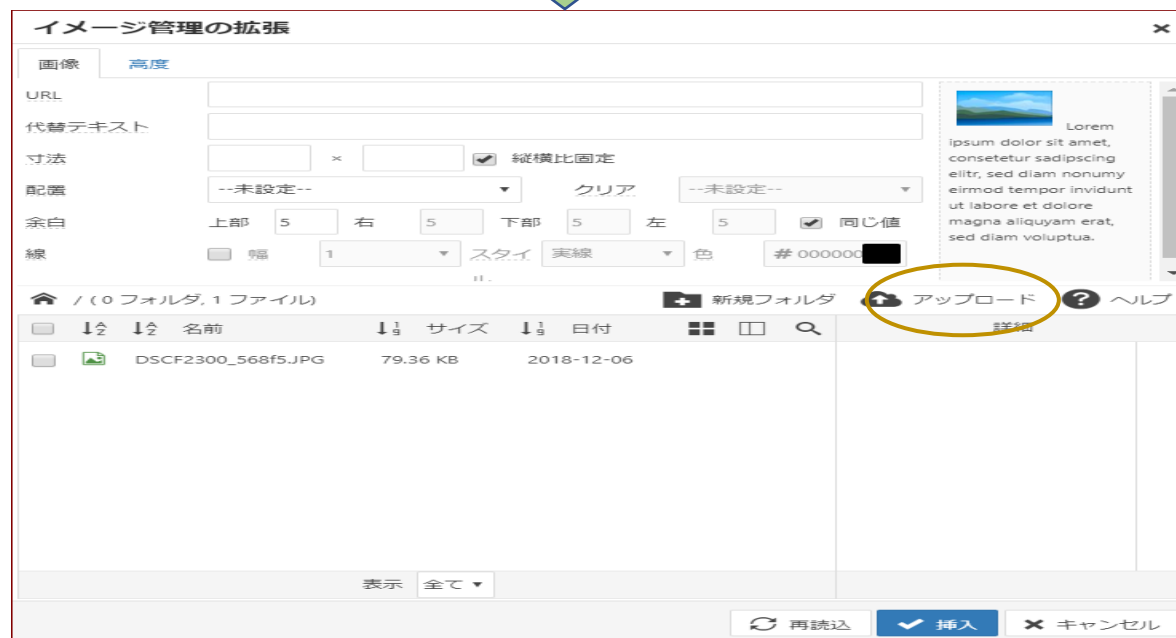 イメージ管理の拡張
画像 高度
URL
代替テキスト
寸法 × 縦横比固定
配置 --未設定-- クリア --未設定--
余白 上部 5 右 5 下部 5 左 5 同じ値
線 幅 1 スタイル 実線 色 # 000000
Lorem
ipsum dolor sit amet,
consetetur sadipscing
elitr, sed diam nonumy
eirmod tempor invidunt
ut labore et dolore
magna aliquyam erat,
sed diam voluptua.
/ ( 0 フォルダ, 1 ファイル) 新規フォルダ アップロード ヘルプ
名前 サイズ 日付 詳細
DSCF2300_568f5.JPG 79.36 KB 2018-12-06
表示 全て
再読込 挿入 キャンセル